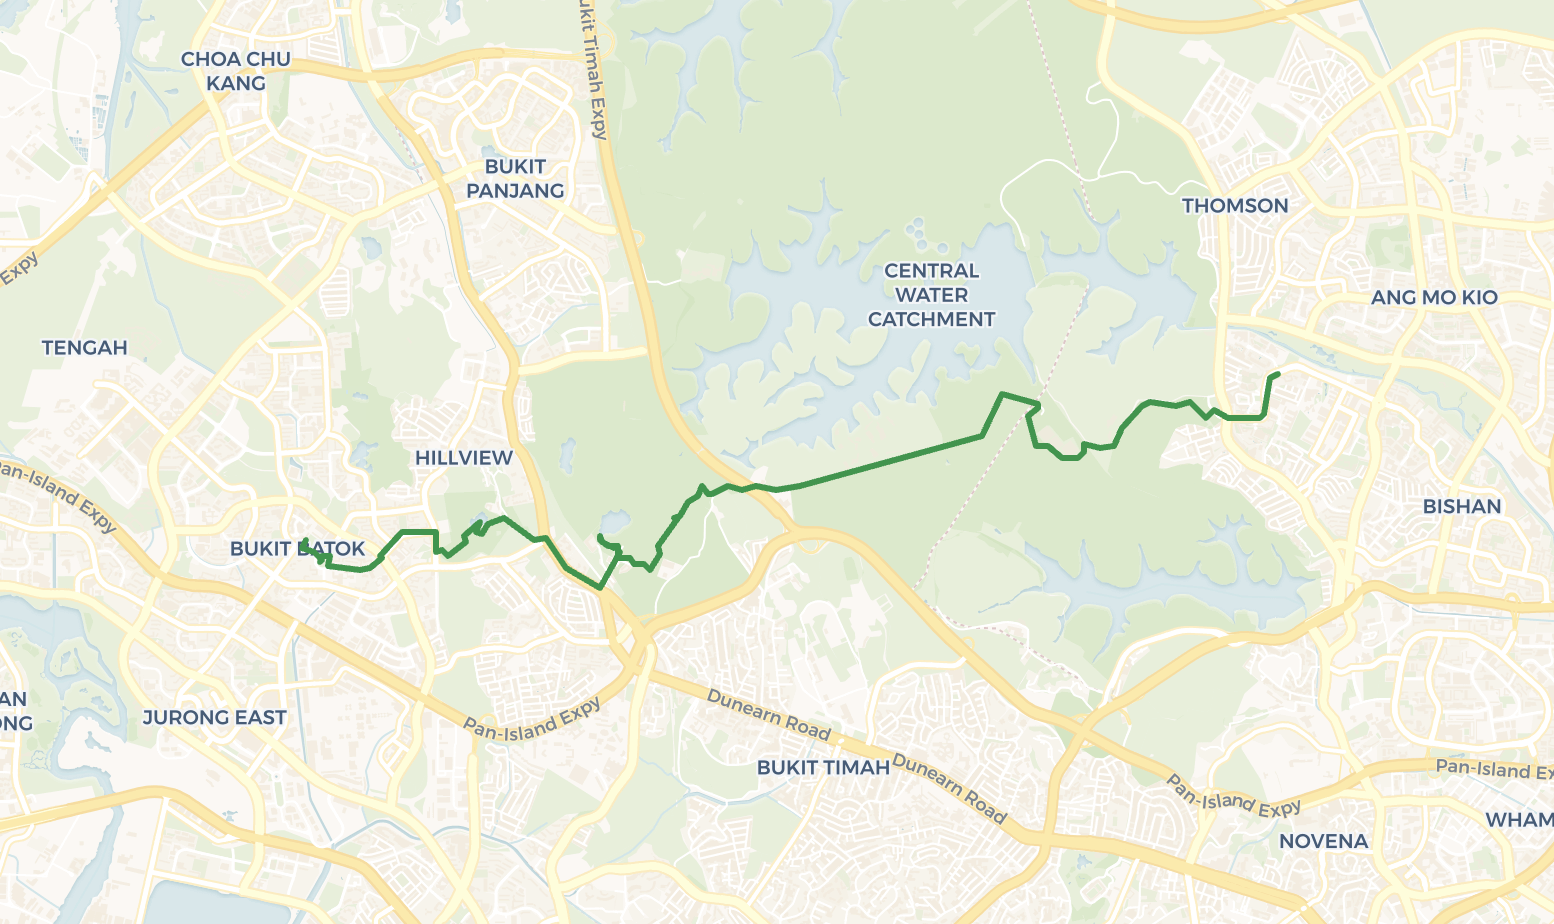 CHOA CHU
KANG
ukit Timah Expy
BUKIT
PANJANG
THOMSON
Expy
CENTRAL
WATER
CATCHMENT
ANG MO KIO
TENGAH
HILLVIEW
an-Island Expy
BISHAN
BUKIT BATOK
AN
ONG
JURONG EAST
Pan-Island Expy
Dunearn Road
BUKIT TIMAH
Dunearn Road
Pan-Island Expy
Pan-Island Ex
WHAM
NOVENA